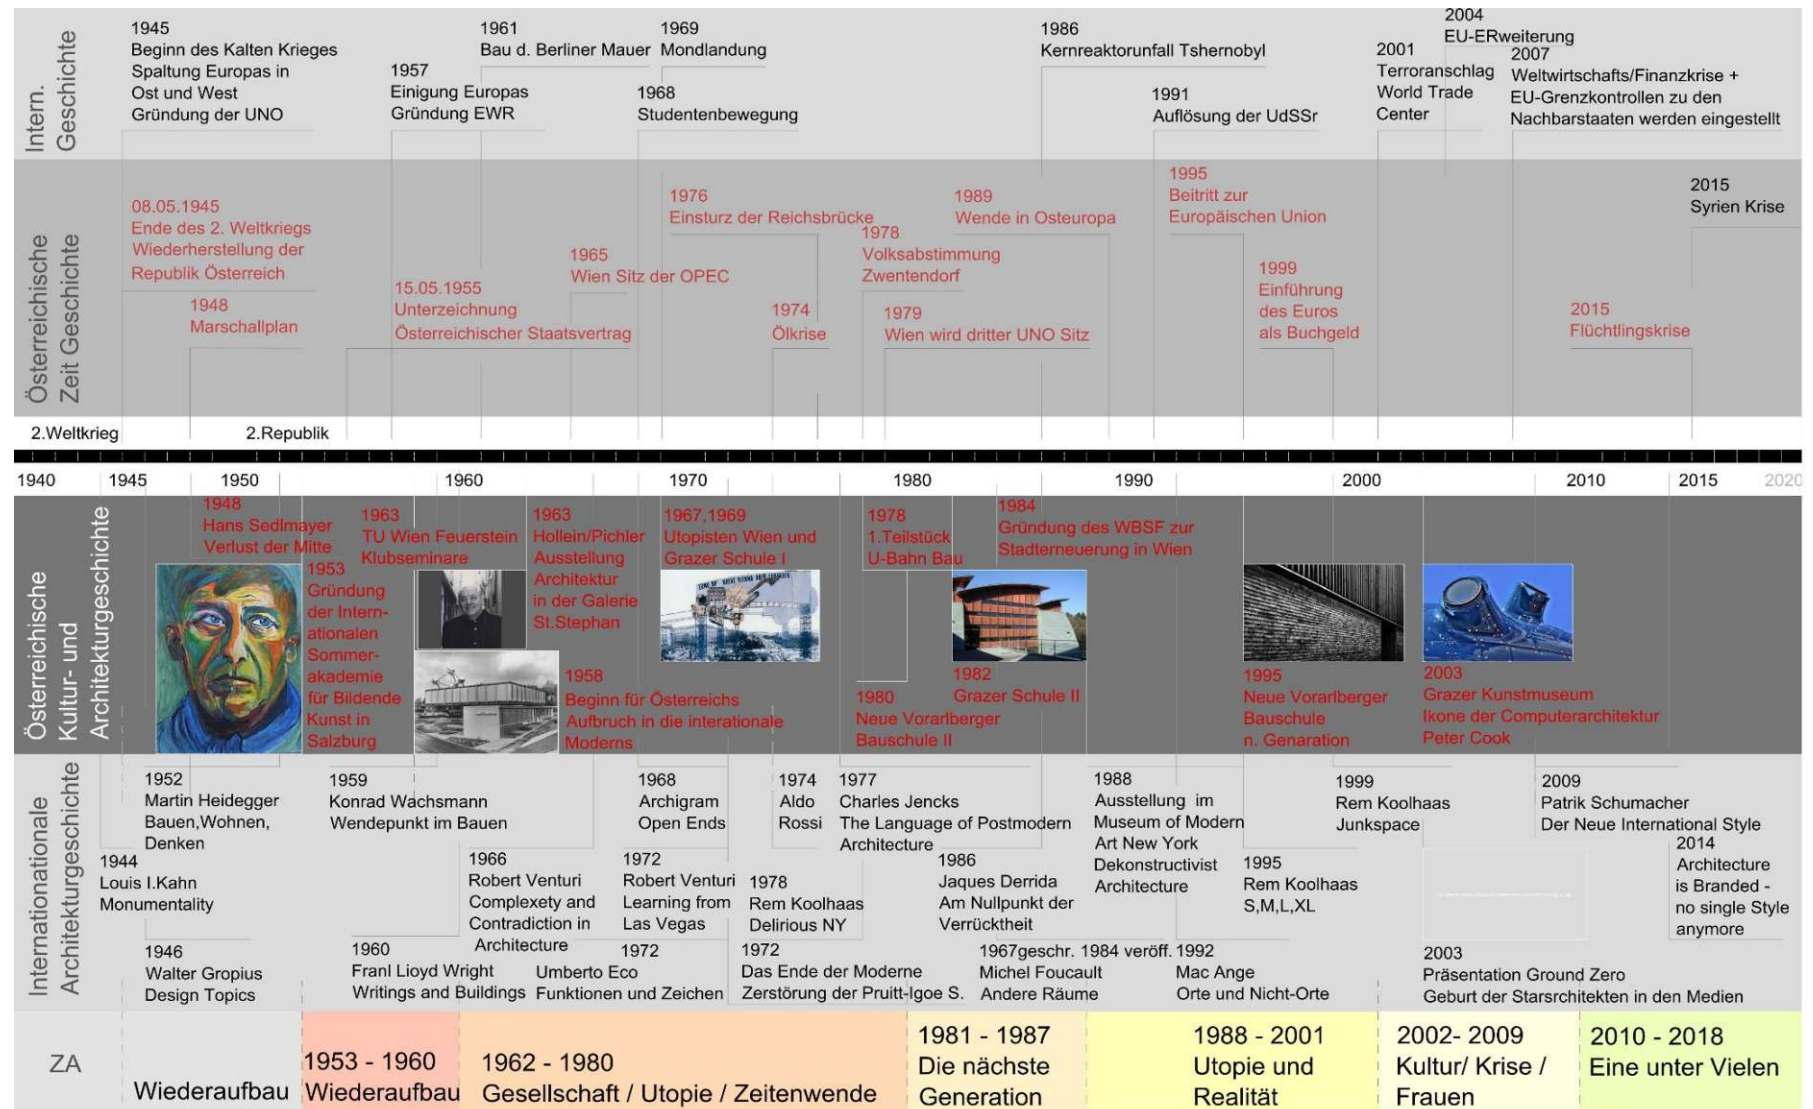 Intern.
Geschichte
1945
Beginn des Kalten Krieges
Spaltung Europas in
Ost und West
Gründung der UNO
1957
Einigung Europas
Gründung EWR
1961
Bau d. Berliner Mauer
1969
Mondlandung
1968
Studentenbewegung
1986
Kernreaktorunfall Tshernobyl
1991
Auflösung der UdSSr
2001
Terroranschlag
World Trade
Center
2004
EU-ERweiterung
2007
Weltwirtschafts/Finanzkrise +
EU-Grenzkontrollen zu den
Nachbarstaaten werden eingestellt
Österreichische
Zeit Geschichte
08.05.1945
Ende des 2. Weltkriegs
Wiederherstellung der
Republik Österreich
1948
Marschallplan
15.05.1955
Unterzeichnung
Österreichischer Staatsvertrag
1965
Wien Sitz der OPEC
1976
Einsturz der Reichsbrücke
1974
Ölkrise
1978
Volksabstimmung
Zwentendorf
1979
Wien wird dritter UNO Sitz
1989
Wende in Osteuropa
1995
Beitritt zur
Europäischen Union
1999
Einführung
des Euros
als Buchgeld
2015
Flüchtlingskrise
2015
Syrien Krise
2.Weltkrieg
2.Republik
1940 1945 1950 1960 1970 1980 1990 2000 2010 2015 2020
Österreichische
Kultur- und
Architekturgeschichte
1948
Hans Sedlmayer
Verlust der Mitte
1953
Gründung
der Intern-
ationalen
Sommer-
akademie
für Bildende
Kunst in
Salzburg
1963
TU Wien Feuerstein
Klubseminare
1963
Hollein/Pichler
Ausstellung
Architektur
in der Galerie
St.Stephan
1958
Beginn für Österreichs
Aufbruch in die interationale
Moderns
1967,1969
Utopisten Wien und
Grazer Schule I
1978
1.Teilstück
U-Bahn Bau
1980
Neue Vorarlberger
Bauschule II
1984
Gründung des WBSF zur
Stadterneuerung in Wien
1982
Grazer Schule II
1995
Neue Vorarlberger
Bauschule
n. Genaration
2003
Grazer Kunstmuseum
Ikone der Computerarchitektur
Peter Cook
Internationale
Architekturgeschichte
1952
Martin Heidegger
Bauen,Wohnen,
Denken
1944
Louis I.Kahn
Monumentality
1946
Walter Gropius
Design Topics
1959
Konrad Wachsmann
Wendepunkt im Bauen
1960
Franl Lioyd Wright
Writings and Buildings
1966
Robert Venturi
Complexety and
Contradiction in
Architecture
1972
Umberto Eco
Funktionen und Zeichen
1968
Archigram
Open Ends
1972
Robert Venturi
Learning from
Las Vegas
1974
Aldo
Rossi
1978
Rem Koolhaas
Delirious NY
1972
Das Ende der Moderne
Zerstörung der Pruitt-Igoe S.
1977
Charles Jencks
The Language of Postmodern
Architecture
1986
Jaques Derrida
Am Nullpunkt der
Verrücktheit
1967geschr. 1984 veröff.
Michel Foucault
Andere Räume
1988
Ausstellung im
Museum of Modern
Art New York
Dekonstructivist
Architecture
1992
Mac Ange
Orte und Nicht-Orte
1995
Rem Koolhaas
S,M,L,XL
1999
Rem Koolhaas
Junkspace
2003
Präsentation Ground Zero
Geburt der Starsrchitekten in den Medien
2009
Patrik Schumacher
Der Neue International Style
2014
Architecture
is Branded -
no single Style
anymore
ZA
Wiederaufbau
1953 - 1960
Wiederaufbau
1962 - 1980
Gesellschaft / Utopie / Zeitenwende
1981 - 1987
Die nächste
Generation
1988 - 2001
Utopie und
Realität
2002- 2009
Kultur/ Krise /
Frauen
2010 - 2018
Eine unter Vielen